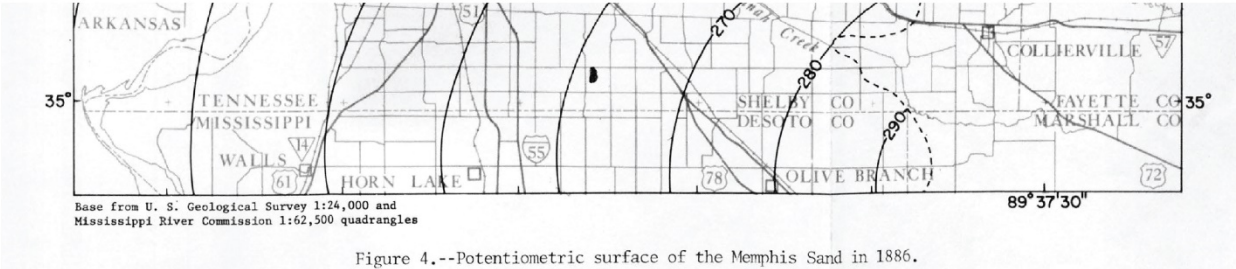 ARKANSAS
51
270
nah Creek
COLLIERVILLE
57
280
35°
TENNESSEE
SHELBY CO
FAYETTE CO
35°
MISSISSIPPI
DESOTO CO
MARSHALL CO
290
14
WALLS
55
61
HORN LAKE
78
OLIVE BRANCH
72
89°37'30"
Base from U. S. Geological Survey 1:24,000 and
Mississippi River Commission 1:62,500 quadrangles
Figure 4.--Potentiometric surface of the Memphis Sand in 1886.